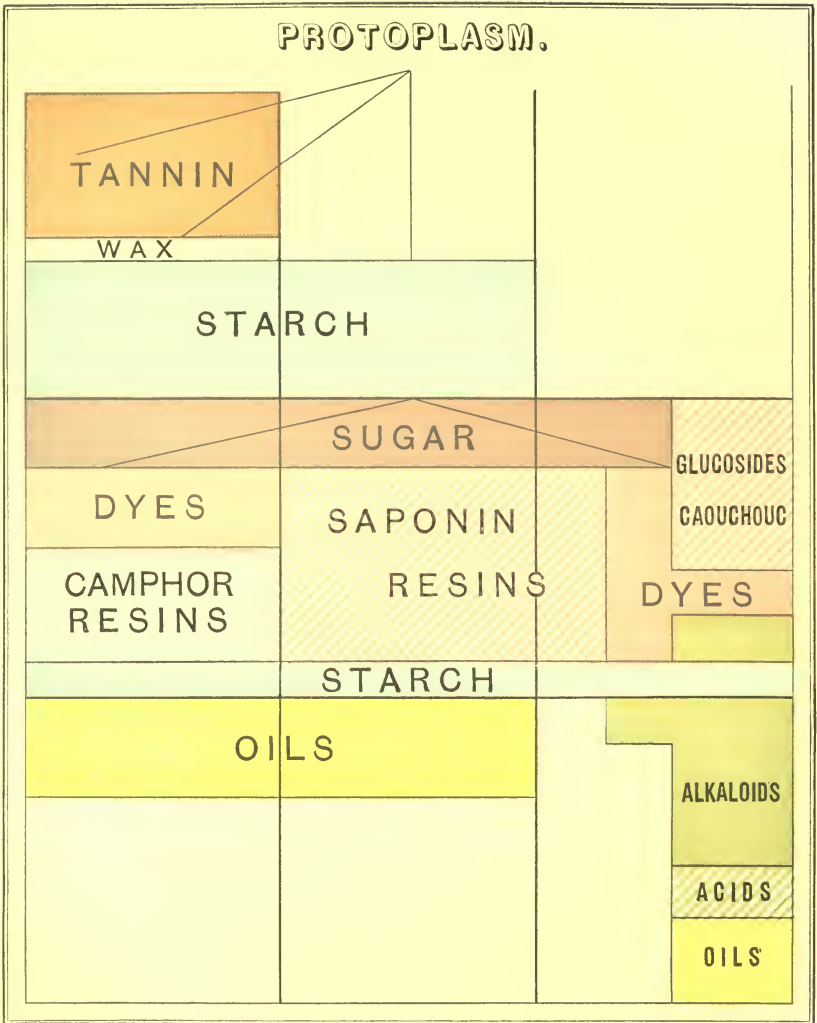 PROTOPLASM.
TANNIN
WAX
STARCH
SUGAR
GLUCOSIDES
CAOUCHOUC
DYES
SAPONIN
RESINS
CAMPHOR
RESINS
DYES
STARCH
OILS
ALKALOIDS
ACIDS
OILS